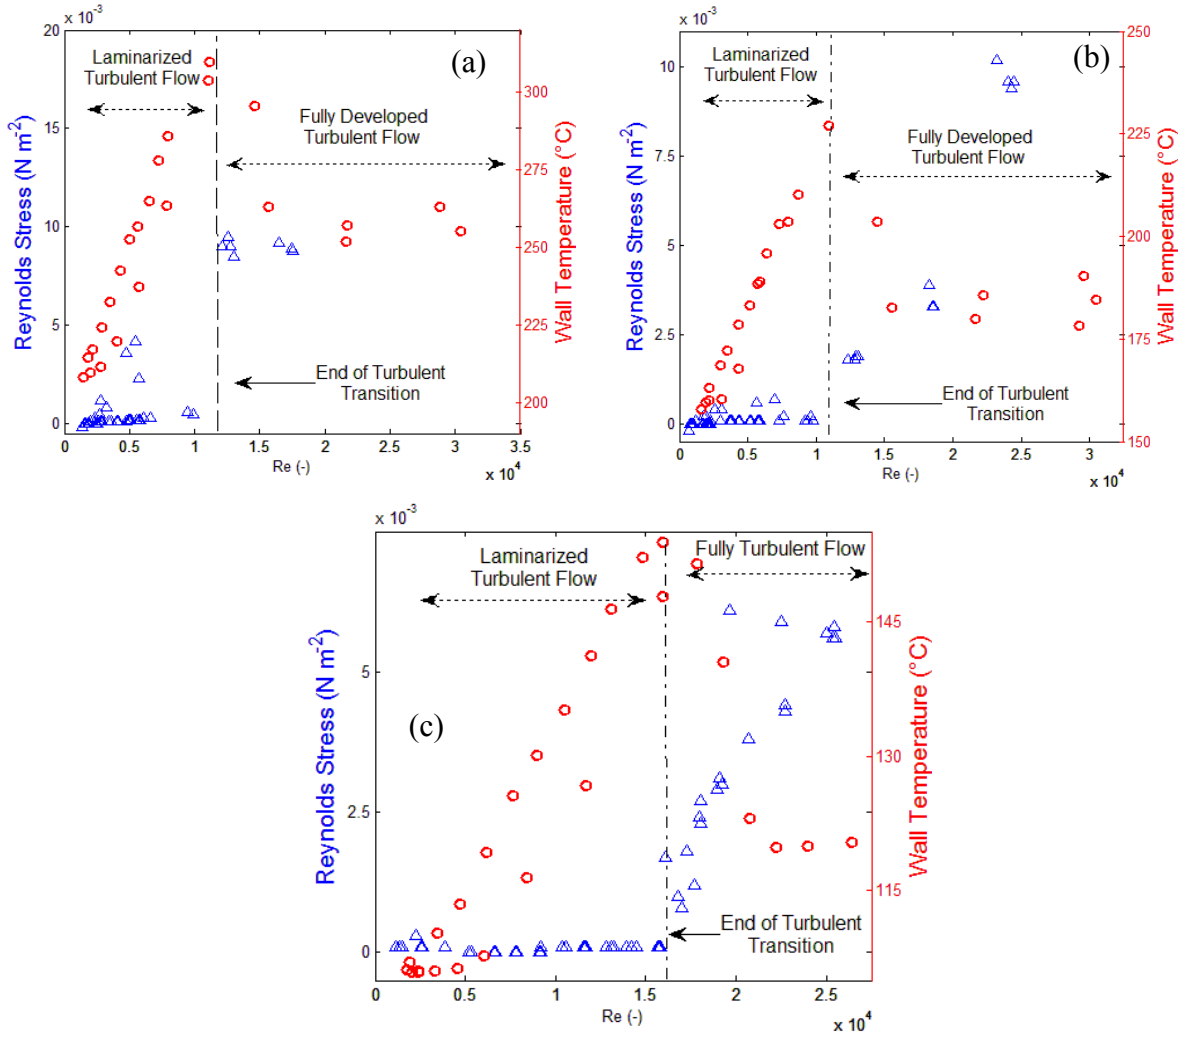 x 10⁻³
20
15
10
5
0
Reynolds Stress (N m⁻²)
Laminarized
Turbulent Flow
(a)
Fully Developed
Turbulent Flow
End of Turbulent
Transition
300
275
250
225
200
Wall Temperature (°C)
0 0.5 1 1.5 2 2.5 3 3.5
Re (-)
x 10⁴
x 10⁻³
10
7.5
5
2.5
0
Reynolds Stress (N m⁻²)
Laminarized
Turbulent Flow
(b)
Fully Developed
Turbulent Flow
End of Turbulent
Transition
250
225
200
175
150
Wall Temperature (°C)
0 0.5 1 1.5 2 2.5 3
Re (-)
x 10⁴
x 10⁻³
5
2.5
0
Reynolds Stress (N m⁻²)
Laminarized
Turbulent Flow
Fully Turbulent Flow
(c)
End of Turbulent
Transition
145
130
115
Wall Temperature (°C)
0 0.5 1 1.5 2 2.5
Re (-)
x 10⁴